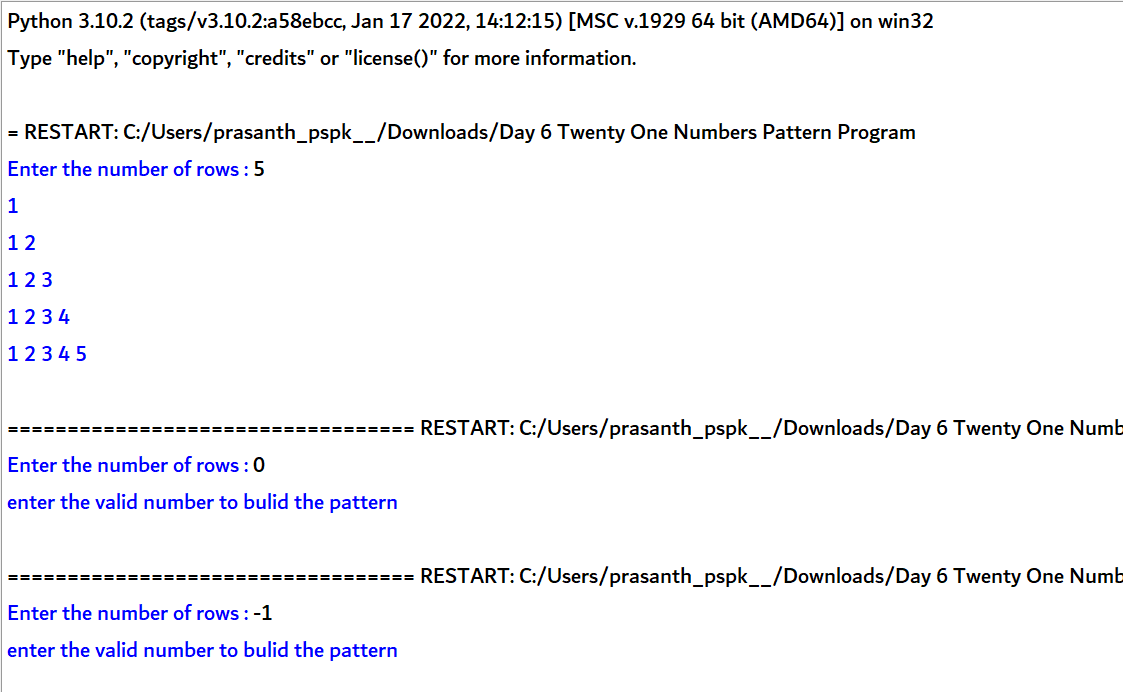 Python 3.10.2 (tags/v3.10.2:a58ebcc, Jan 17 2022, 14:12:15) [MSC v.1929 64 bit (AMD64)] on win32
Type "help", "copyright", "credits" or "license()" for more information.
= RESTART: C:/Users/prasanth_pspk__/Downloads/Day 6 Twenty One Numbers Pattern Program
Enter the number of rows : 5
1
1 2
1 2 3
1 2 3 4
1 2 3 4 5
================================== RESTART: C:/Users/prasanth_pspk__/Downloads/Day 6 Twenty One Numb
Enter the number of rows : 0
enter the valid number to bulid the pattern
================================== RESTART: C:/Users/prasanth_pspk__/Downloads/Day 6 Twenty One Numb
Enter the number of rows : -1
enter the valid number to bulid the pattern